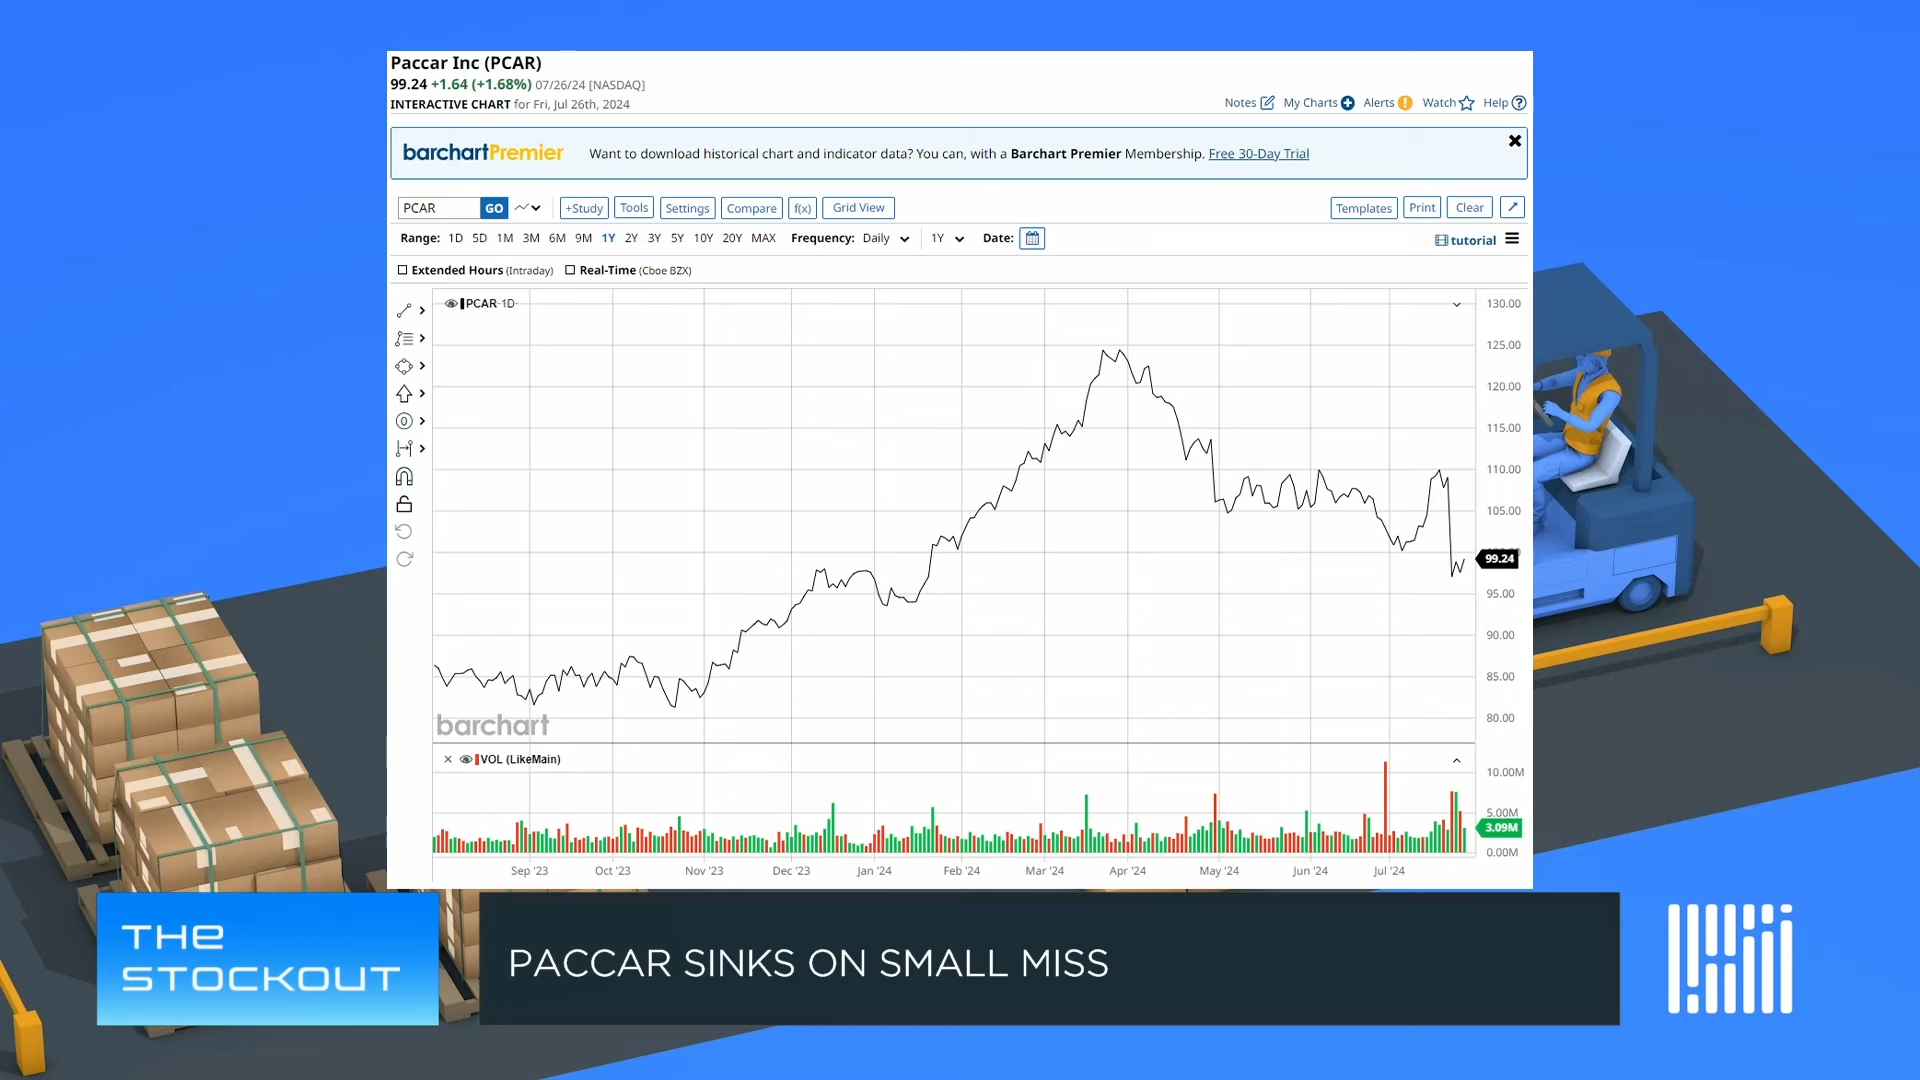 Paccar Inc (PCAR)
99.24 +1.64 (+1.68%) 07/26/24 [NASDAQ]
INTERACTIVE CHART for Fri, Jul 26th, 2024
Notes My Charts Alerts Watch Help
barchartPremier Want to download historical chart and indicator data? You can, with a Barchart Premier Membership. Free 30-Day Trial
PCAR GO +Study Tools Settings Compare f(x) Grid View Templates Print Clear
Range: 1D 5D 1M 3M 6M 9M 1Y 2Y 3Y 5Y 10Y 20Y MAX Frequency: Daily 1Y Date: tutorial
Extended Hours (Intraday) Real-Time (Cboe BZX)
PCAR 1D
130.00
125.00
120.00
115.00
110.00
105.00
99.24
95.00
90.00
85.00
80.00
barchart
VOL (LikeMain)
10.00M
5.00M
3.09M
0.00M
Sep '23 Oct '23 Nov '23 Dec '23 Jan '24 Feb '24 Mar '24 Apr '24 May '24 Jun '24 Jul '24
THE
STOCKOUT
PACCAR SINKS ON SMALL MISS